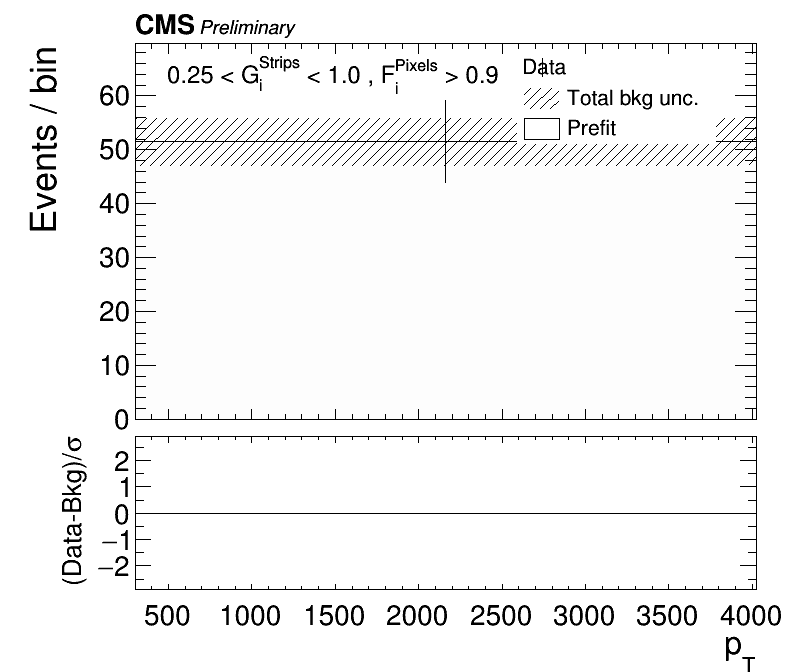 CMS Preliminary
0.25 < G_i^Strips < 1.0 , F_i^Pixels > 0.9
Data
Total bkg unc.
Prefit
Events / bin
60
50
40
30
20
10
0
(Data-Bkg)/σ
2
1
0
−1
−2
500 1000 1500 2000 2500 3000 3500 4000
p_T